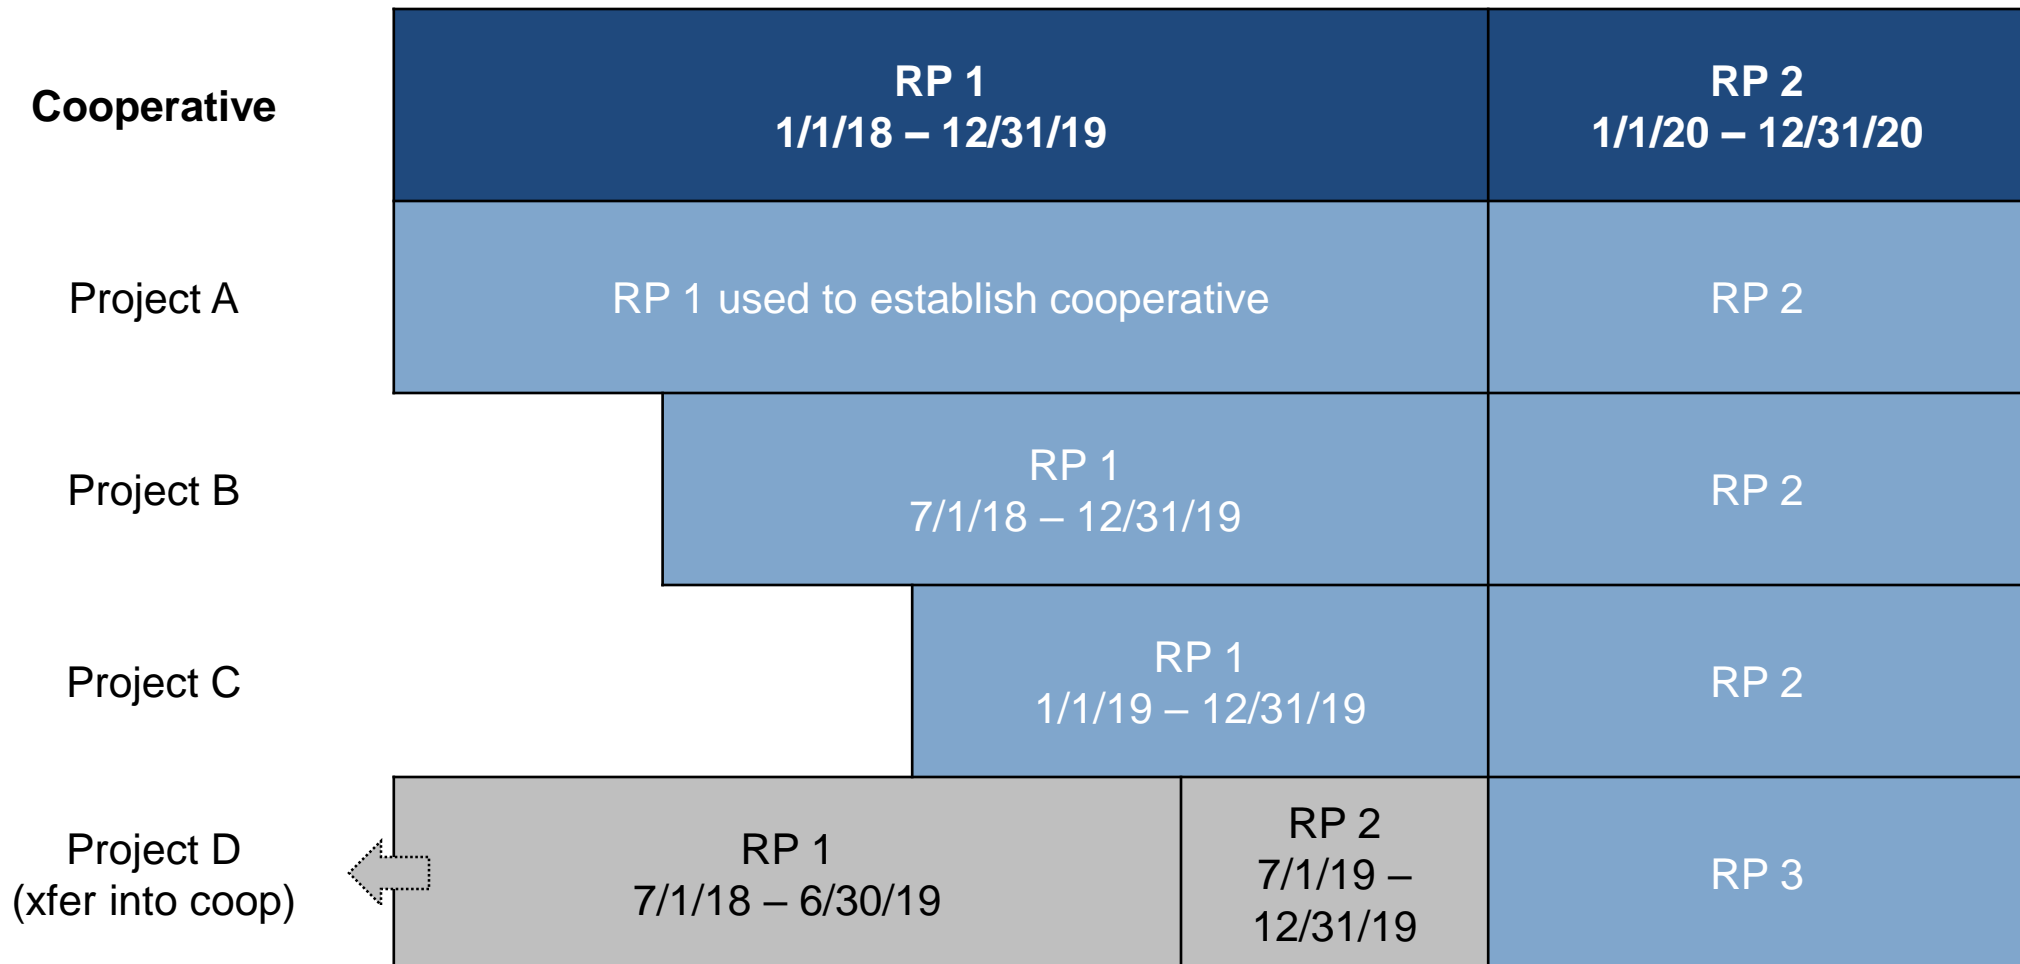 Cooperative
RP 1
1/1/18 – 12/31/19
RP 2
1/1/20 – 12/31/20
Project A
RP 1 used to establish cooperative
RP 2
Project B
RP 1
7/1/18 – 12/31/19
RP 2
Project C
RP 1
1/1/19 – 12/31/19
RP 2
Project D
(xfer into coop)
RP 1
7/1/18 – 6/30/19
RP 2
7/1/19 –
12/31/19
RP 3